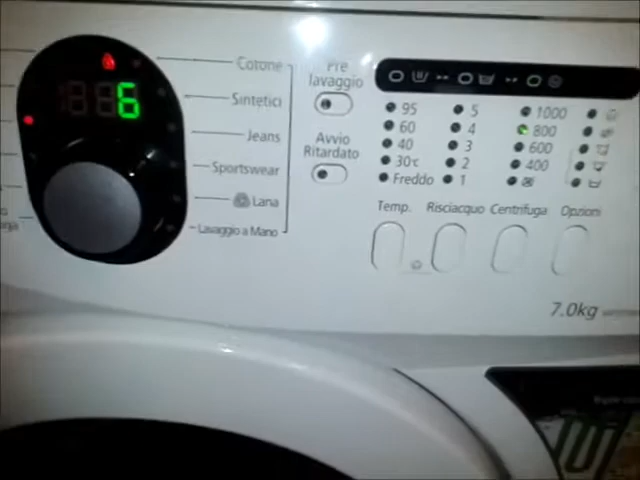 6
Cotone
Sintetici
Jeans
Sportswear
Lana
Lavaggio a Mano
Pre
lavaggio
Avvio
Ritardato
95 5 1000
60 4 800
40 3 600
30°c 2 400
Freddo 1
Temp. Risciacquo Centrifuga Opzioni
7.0kg